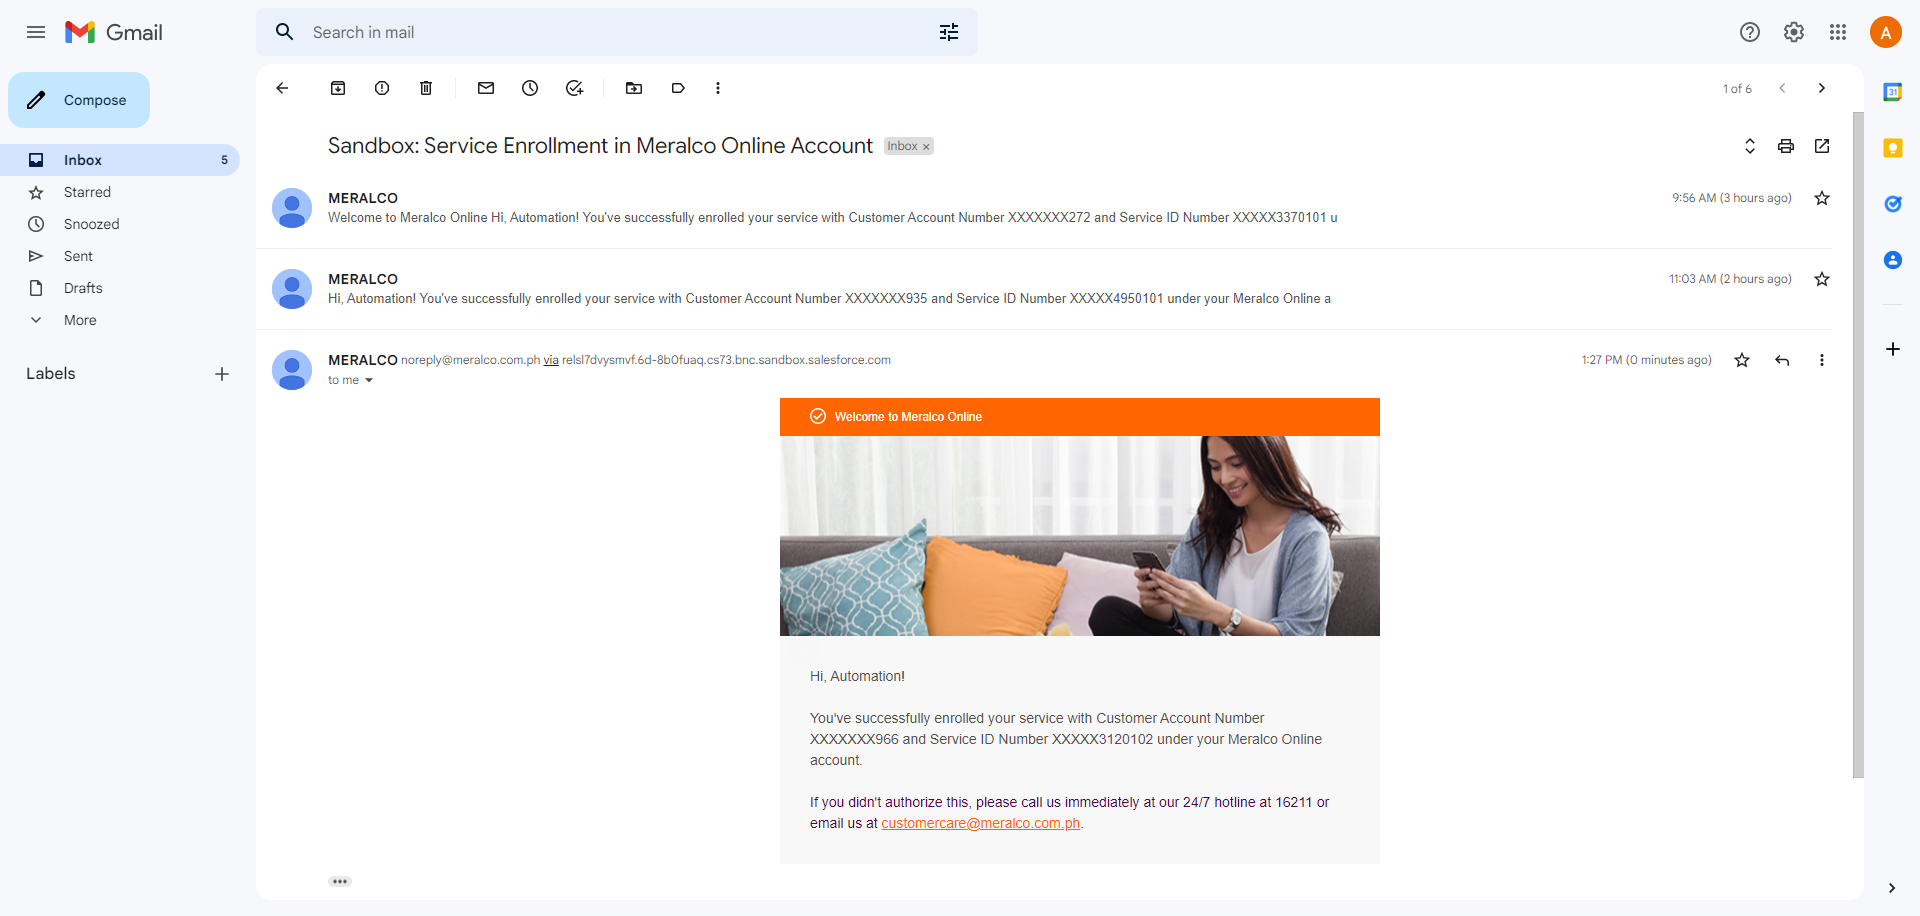 Gmail
Search in mail
A
Compose
1 of 6
31
Inbox 5
Starred
Snoozed
Sent
Drafts
More
Labels
Sandbox: Service Enrollment in Meralco Online Account Inbox x
MERALCO 9:56 AM (3 hours ago)
Welcome to Meralco Online Hi, Automation! You've successfully enrolled your service with Customer Account Number XXXXXXX272 and Service ID Number XXXXX3370101 u
MERALCO 11:03 AM (2 hours ago)
Hi, Automation! You've successfully enrolled your service with Customer Account Number XXXXXXX935 and Service ID Number XXXXX4950101 under your Meralco Online a
MERALCO noreply@meralco.com.ph via relsl7dvysmvf.6d-8b0fuaq.cs73.bnc.sandbox.salesforce.com 1:27 PM (0 minutes ago)
to me
Welcome to Meralco Online
Hi, Automation!
You've successfully enrolled your service with Customer Account Number
XXXXXXX966 and Service ID Number XXXXX3120102 under your Meralco Online
account.
If you didn't authorize this, please call us immediately at our 24/7 hotline at 16211 or
email us at customercare@meralco.com.ph.